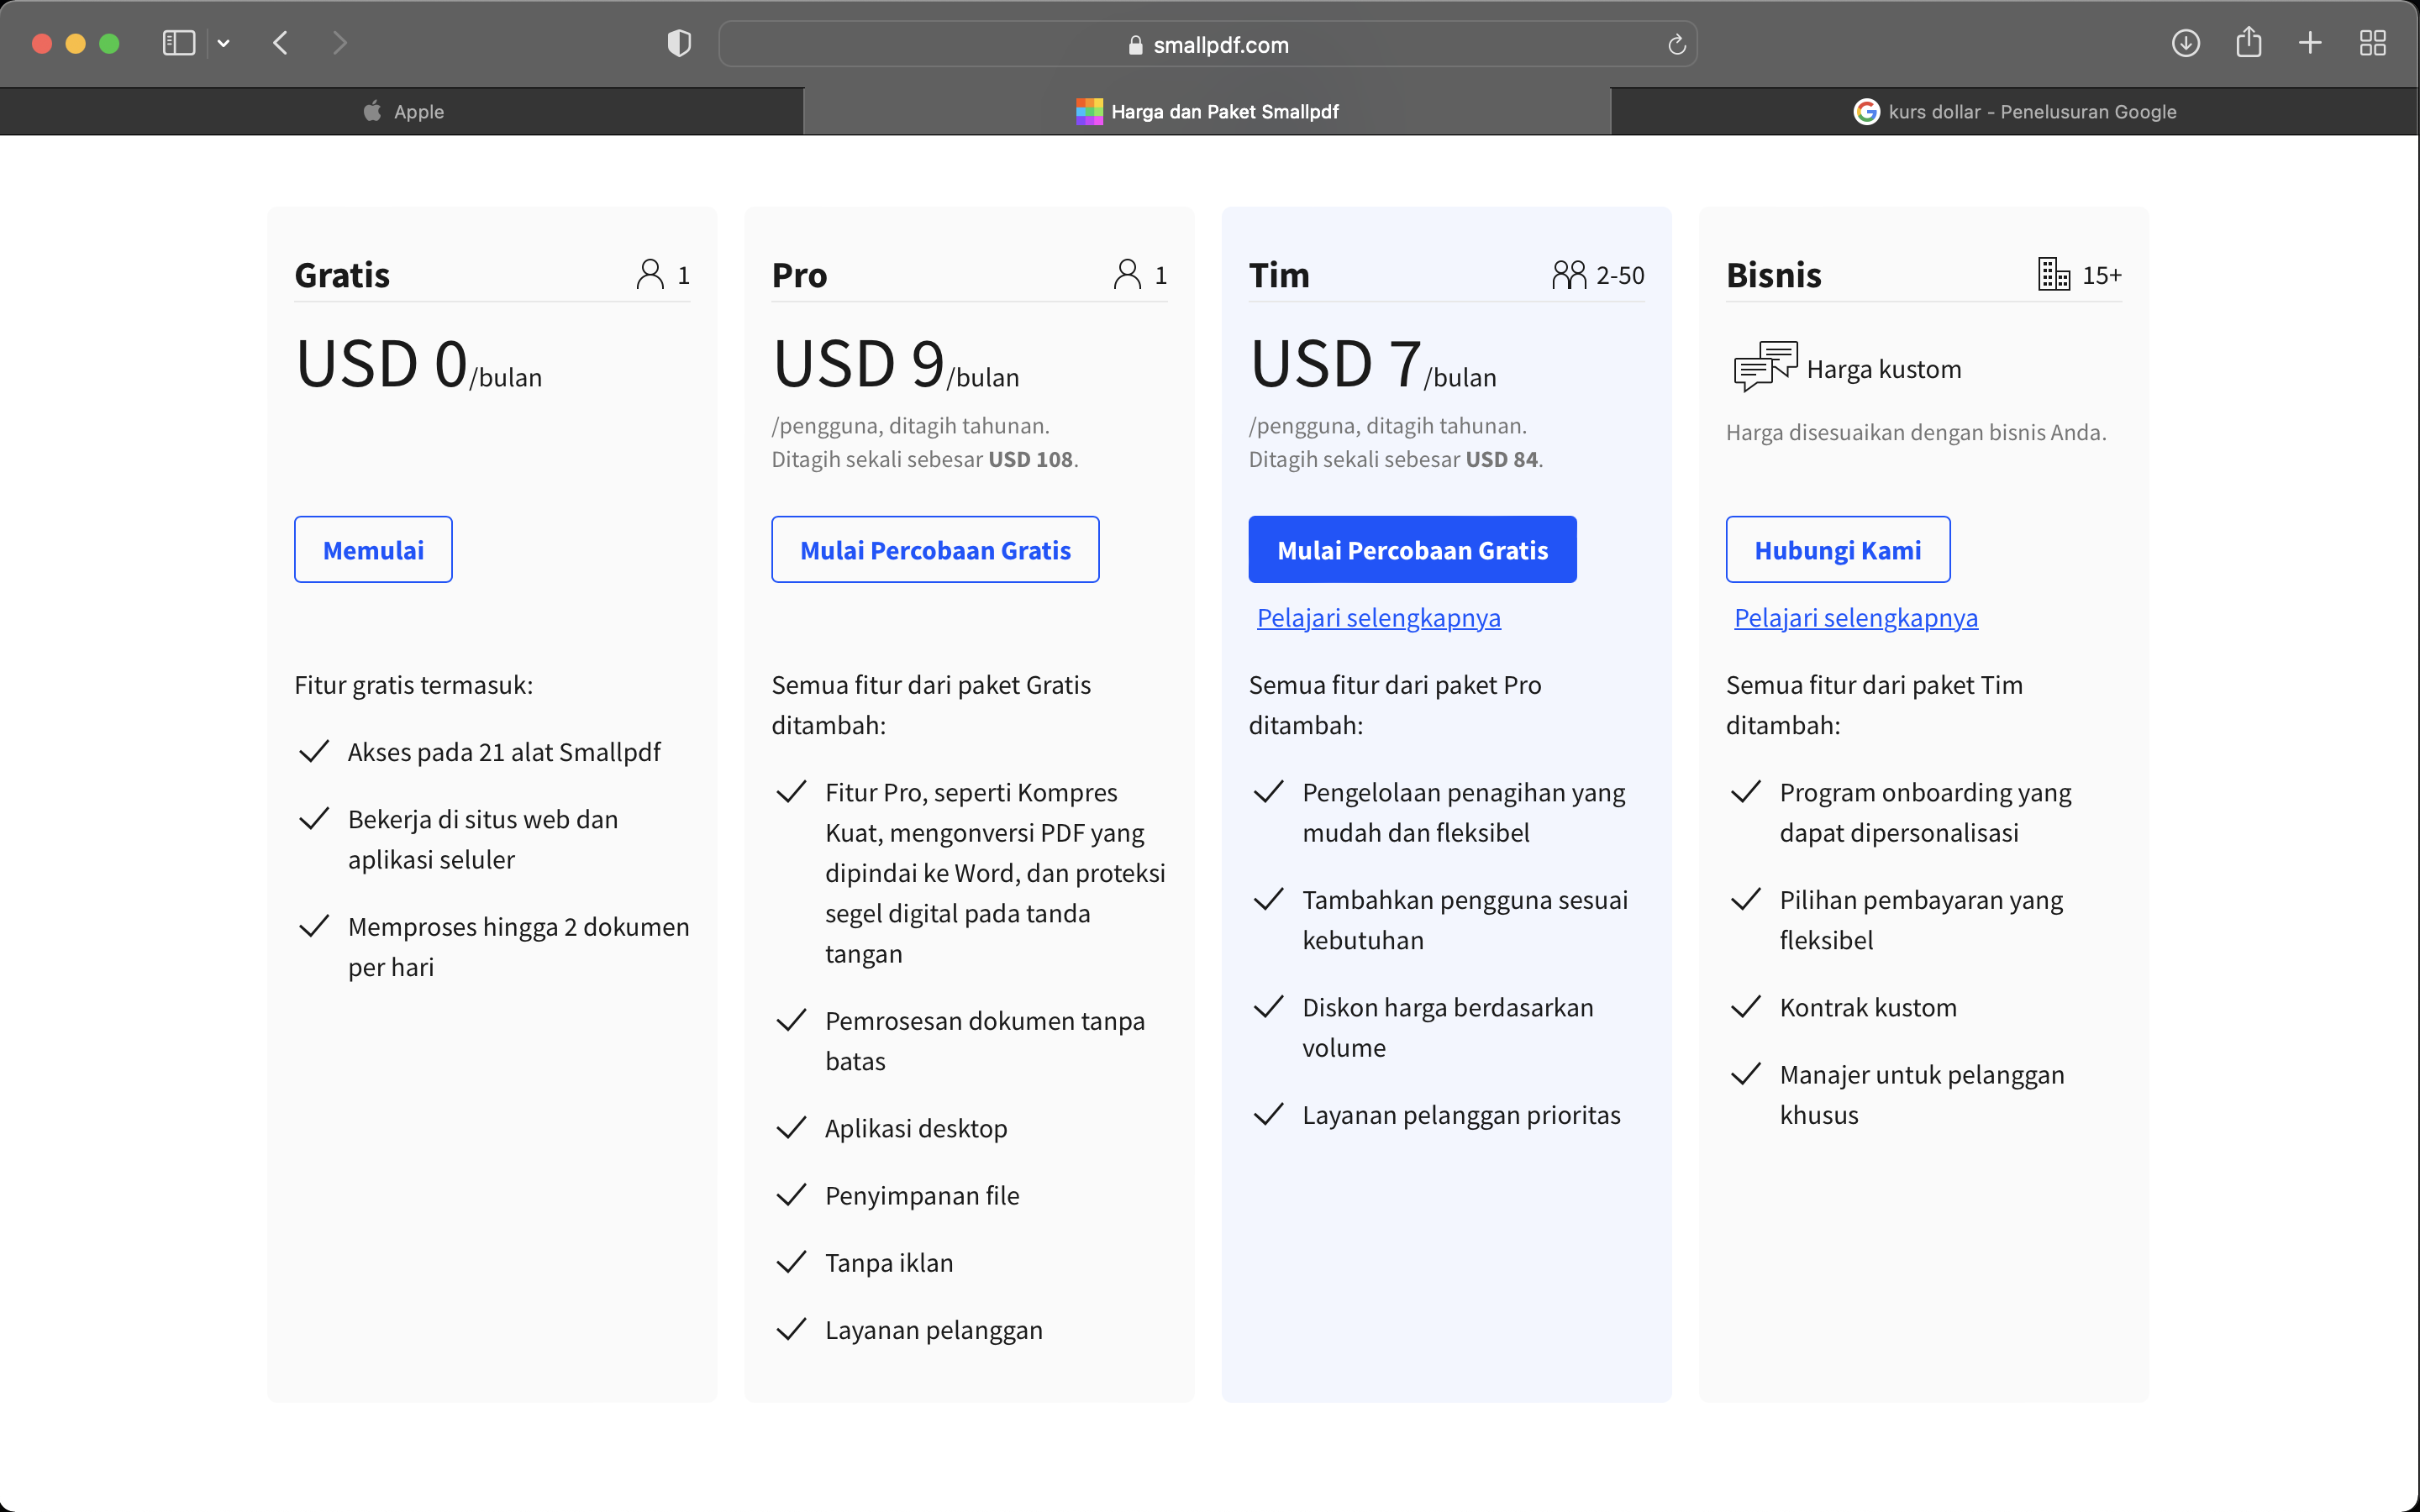 smallpdf.com
Apple
Harga dan Paket Smallpdf
kurs dollar - Penelusuran Google
Gratis 1
USD 0/bulan
Memulai
Fitur gratis termasuk:
Akses pada 21 alat Smallpdf
Bekerja di situs web dan
aplikasi seluler
Memproses hingga 2 dokumen
per hari
Pro 1
USD 9/bulan
/pengguna, ditagih tahunan.
Ditagih sekali sebesar USD 108.
Mulai Percobaan Gratis
Semua fitur dari paket Gratis
ditambah:
Fitur Pro, seperti Kompres
Kuat, mengonversi PDF yang
dipindai ke Word, dan proteksi
segel digital pada tanda
tangan
Pemrosesan dokumen tanpa
batas
Aplikasi desktop
Penyimpanan file
Tanpa iklan
Layanan pelanggan
Tim 2-50
USD 7/bulan
/pengguna, ditagih tahunan.
Ditagih sekali sebesar USD 84.
Mulai Percobaan Gratis
Pelajari selengkapnya
Semua fitur dari paket Pro
ditambah:
Pengelolaan penagihan yang
mudah dan fleksibel
Tambahkan pengguna sesuai
kebutuhan
Diskon harga berdasarkan
volume
Layanan pelanggan prioritas
Bisnis 15+
Harga kustom
Harga disesuaikan dengan bisnis Anda.
Hubungi Kami
Pelajari selengkapnya
Semua fitur dari paket Tim
ditambah:
Program onboarding yang
dapat dipersonalisasi
Pilihan pembayaran yang
fleksibel
Kontrak kustom
Manajer untuk pelanggan
khusus